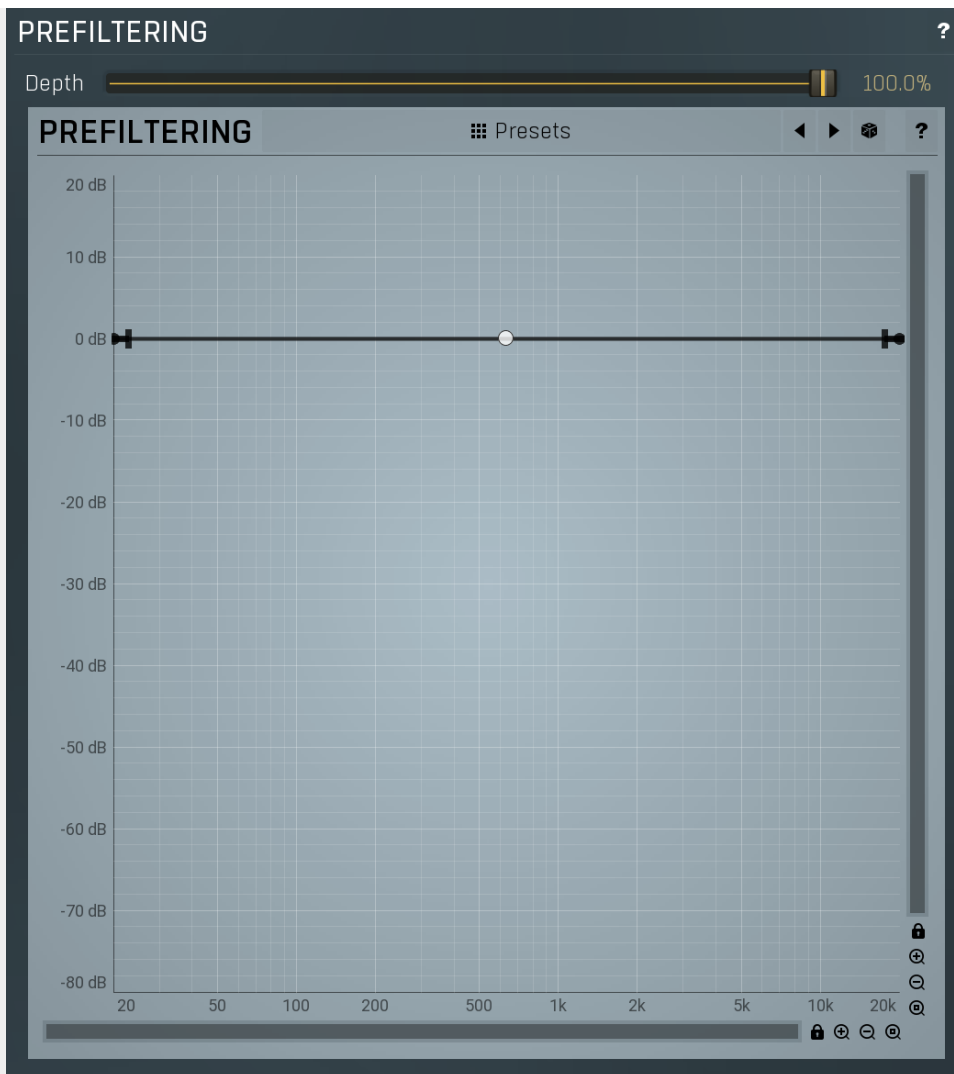 PREFILTERING ?
Depth 100.0%
PREFILTERING Presets ?
20 dB
10 dB
0 dB
-10 dB
-20 dB
-30 dB
-40 dB
-50 dB
-60 dB
-70 dB
-80 dB
20 50 100 200 500 1k 2k 5k 10k 20k